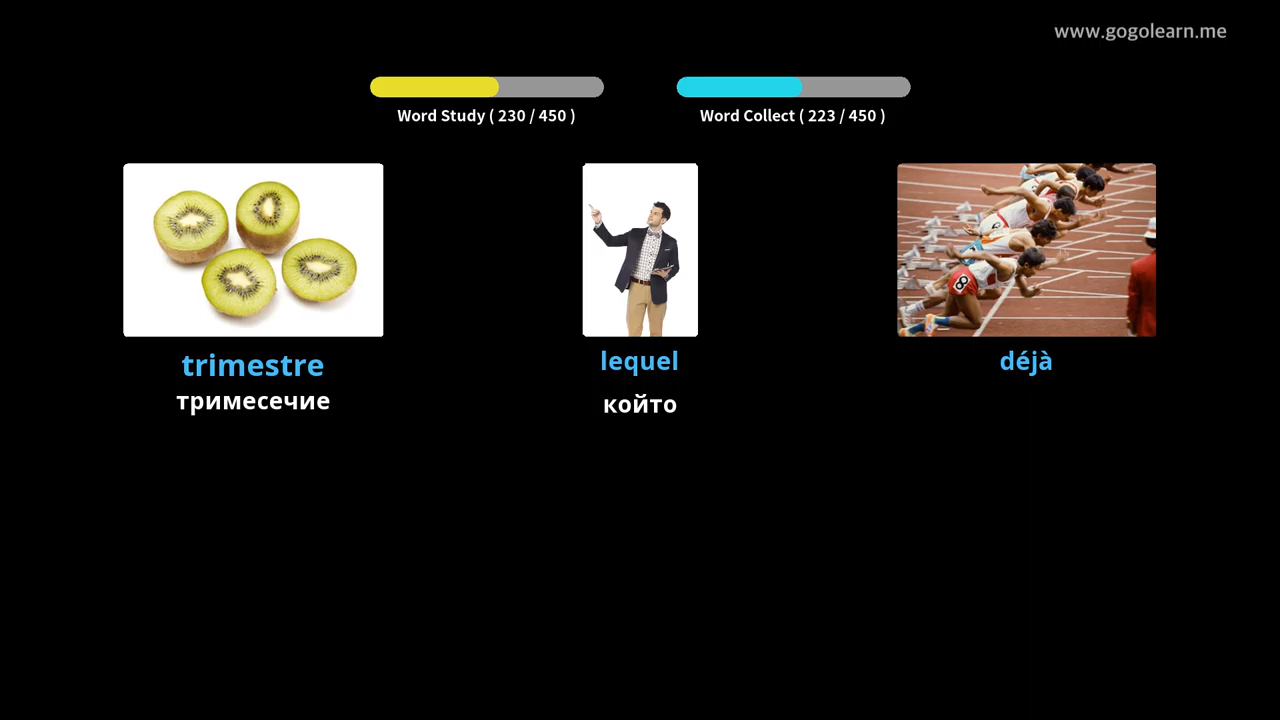 www.gogolearn.me
Word Study ( 230 / 450 )
Word Collect ( 223 / 450 )
trimestre
тримесечие
lequel
който
déjà